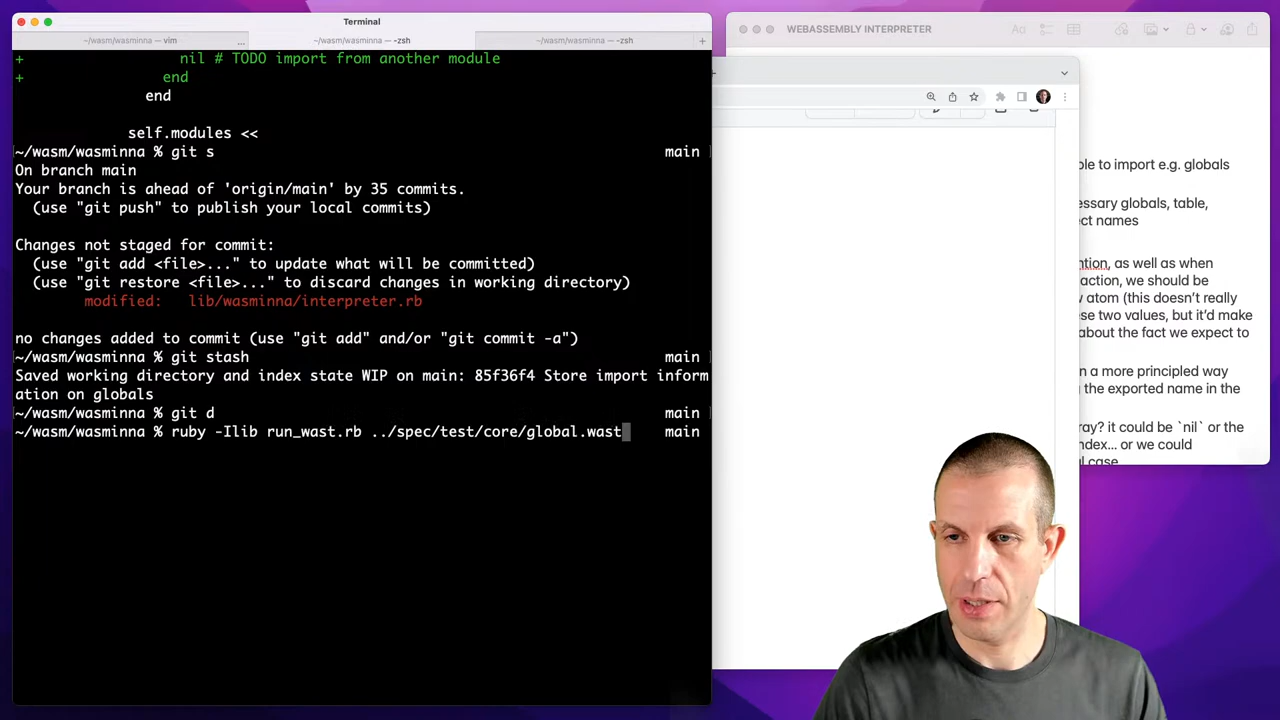 Terminal
~/wasm/wasminna — vim
...
~/wasm/wasminna — -zsh
~/wasm/wasminna — -zsh
+
+ nil # TODO import from another module
+ end
end
self.modules <<
~/wasm/wasminna % git s main
On branch main
Your branch is ahead of 'origin/main' by 35 commits.
(use "git push" to publish your local commits)
Changes not staged for commit:
(use "git add <file>..." to update what will be committed)
(use "git restore <file>..." to discard changes in working directory)
modified: lib/wasminna/interpreter.rb
no changes added to commit (use "git add" and/or "git commit -a")
~/wasm/wasminna % git stash main
Saved working directory and index state WIP on main: 85f36f4 Store import inform
ation on globals
~/wasm/wasminna % git d main
~/wasm/wasminna % ruby -Ilib run_wast.rb ../spec/test/core/global.wast main
WEBASSEMBLY INTERPRETER
Aa
ble to import e.g. globals
essary globals, table,
ect names
ntion, as well as when
action, we should be
w atom (this doesn't really
se two values, but it'd make
about the fact we expect to
n a more principled way
g the exported name in the
ray? it could be `nil` or the
ndex... or we could
al case